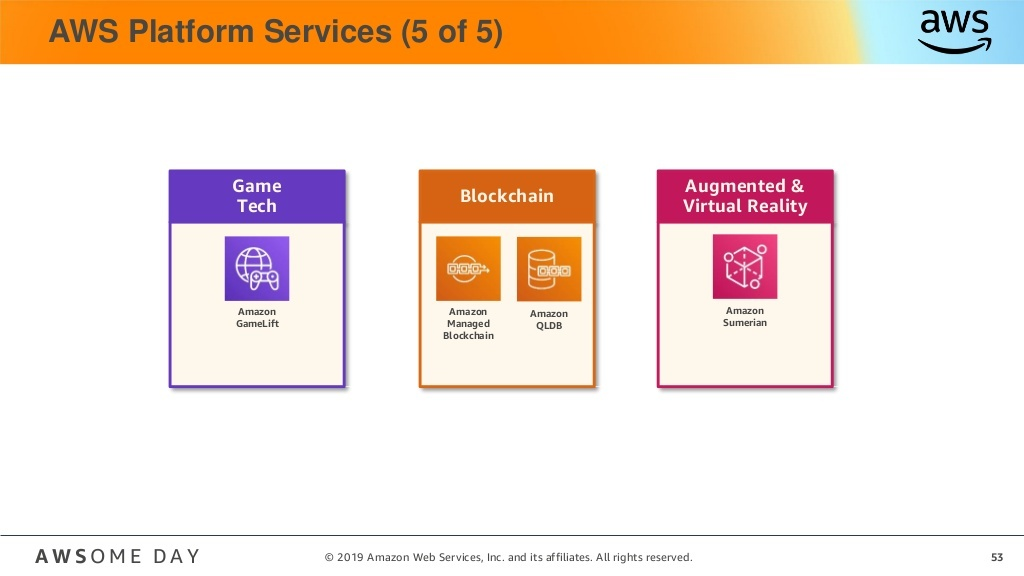 AWS Platform Services (5 of 5)
aws
Game
Tech
Amazon
GameLift
Blockchain
Amazon
Managed
Blockchain
Amazon
QLDB
Augmented &
Virtual Reality
Amazon
Sumerian
AWSOME DAY
© 2019 Amazon Web Services, Inc. and its affiliates. All rights reserved.
53